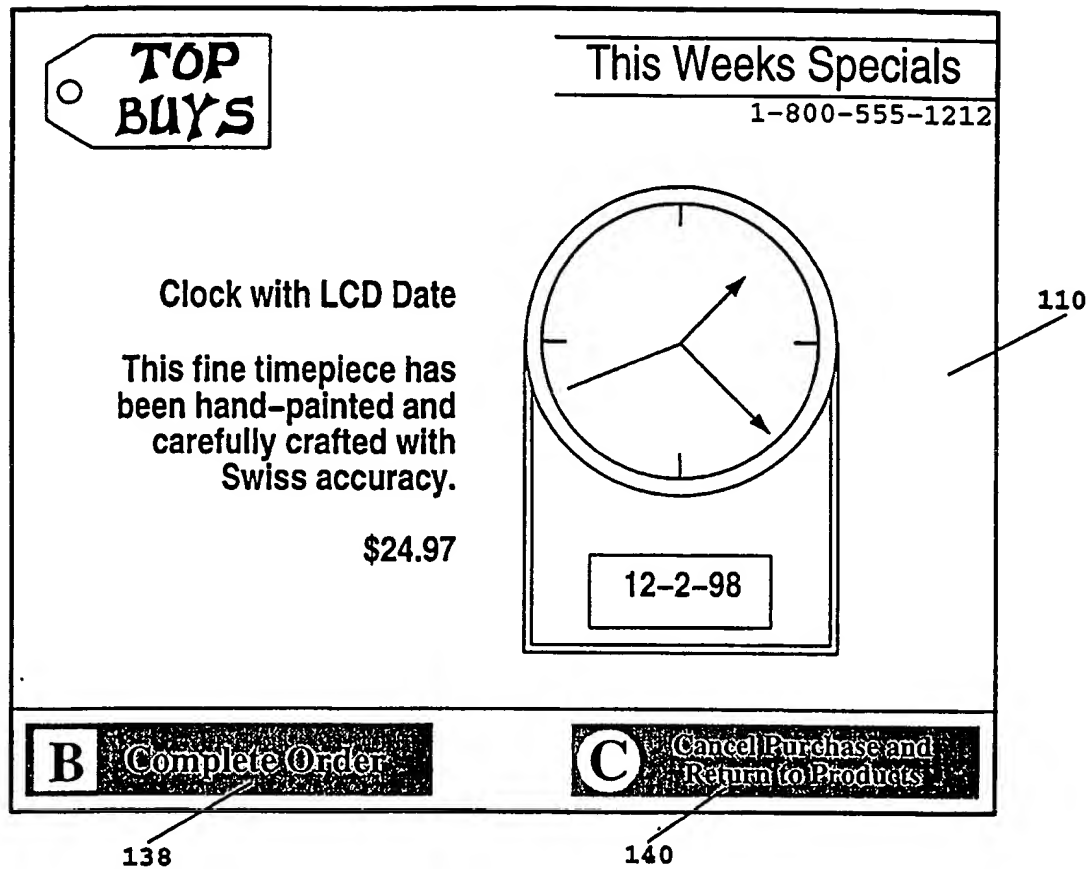 TOP
BUYS
This Weeks Specials
1-800-555-1212
Clock with LCD Date
This fine timepiece has
been hand-painted and
carefully crafted with
Swiss accuracy.
$24.97
12-2-98
110
B Complete Order
C Cancel Purchase and
Return to Products
138
140